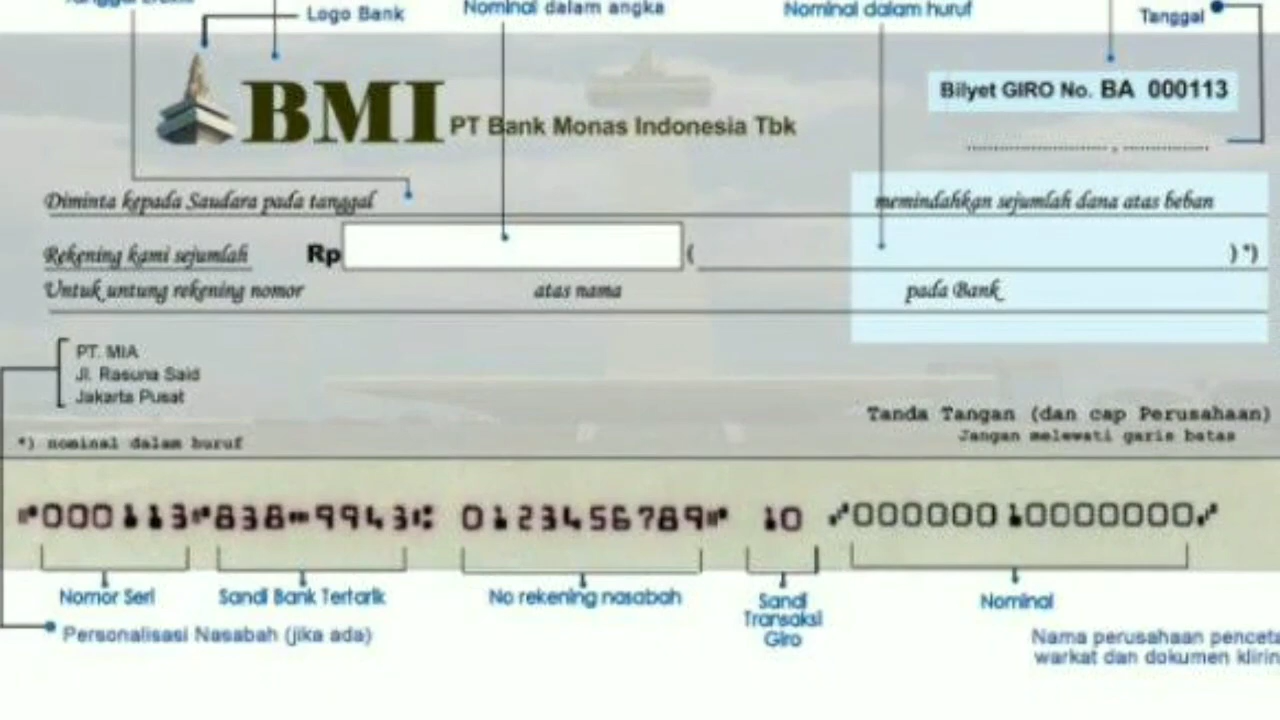 Logo Bank
Nominal dalam angka
Nominal dalam huruf
Tanggal
BMI PT Bank Monas Indonesia Tbk
Bilyet GIRO No. BA 000113
Diminta kepada Saudara pada tanggal memindahkan sejumlah dana atas beban
Rekening kami sejumlah Rp ( ) *)
Untuk untung rekening nomor atas nama pada Bank
PT. MIA
Jl. Rasuna Said
Jakarta Pusat
Tanda Tangan (dan cap Perusahaan)
Jangan melewati garis batas
*) nominal dalam huruf
⑈000113⑈838⑉9943⑆ 0123456789⑈ 10 ⑇00000010000000⑇
Nomor Seri
Sandi Bank Tertarik
No rekening nasabah
Sandi
Transaksi
Giro
Nominal
Personalisasi Nasabah (jika ada)
Nama perusahaan
warkat dan dokumen